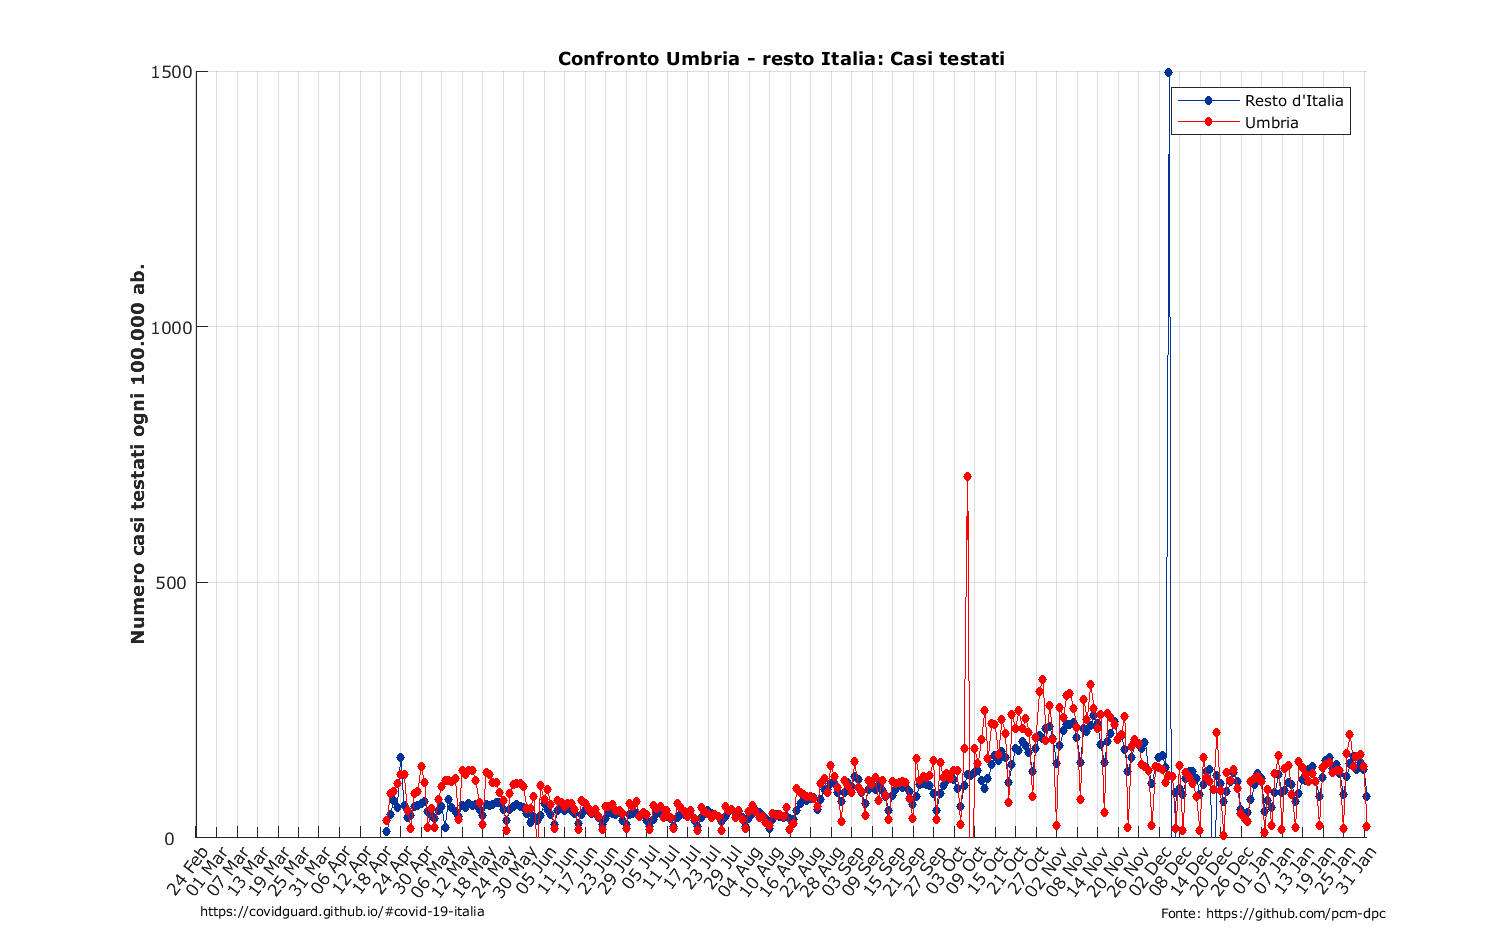 Confronto Umbria - resto Italia: Casi testati
1500
1000
500
0
Numero casi testati ogni 100.000 ab.
Resto d'Italia
Umbria
24 Feb
01 Mar
07 Mar
13 Mar
19 Mar
25 Mar
31 Mar
06 Apr
12 Apr
18 Apr
24 Apr
30 Apr
06 May
12 May
18 May
24 May
30 May
05 Jun
11 Jun
17 Jun
23 Jun
29 Jun
05 Jul
11 Jul
17 Jul
23 Jul
29 Jul
04 Aug
10 Aug
16 Aug
22 Aug
28 Aug
03 Sep
09 Sep
15 Sep
21 Sep
27 Sep
03 Oct
09 Oct
15 Oct
21 Oct
27 Oct
02 Nov
08 Nov
14 Nov
20 Nov
26 Nov
02 Dec
08 Dec
14 Dec
20 Dec
26 Dec
01 Jan
07 Jan
13 Jan
19 Jan
25 Jan
31 Jan
https://covidguard.github.io/#covid-19-italia
Fonte: https://github.com/pcm-dpc